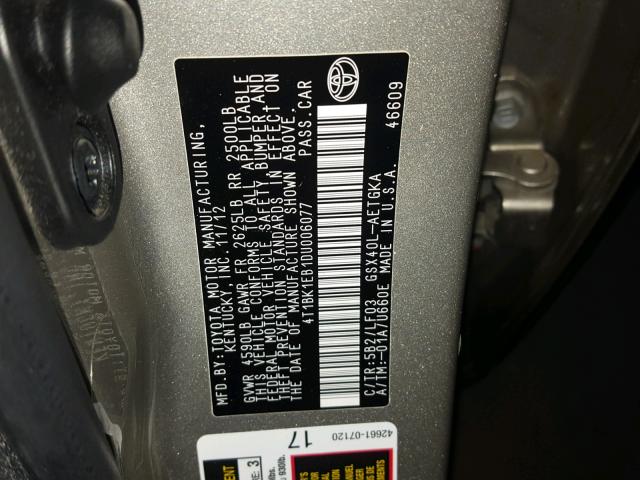 MFD.BY:TOYOTA MOTOR MANUFACTURING,
KENTUCKY, INC. 11/12
GVWR 4590LB GAWR FR 2625LB RR 2500LB
THIS VEHICLE CONFORMS TO ALL APPLICABLE
FEDERAL MOTOR VEHICLE SAFETY, BUMPER, AND
THEFT PREVENTION STANDARDS IN EFFECT ON
THE DATE OF MANUFACTURE SHOWN ABOVE.
4T1BK1EB1DU006077 PASS.CAR
C/TR:5B2/LF03 GSX40L-AETGKA
A/TM:-01A/U660E MADE IN U.S.A.
46609
42661-07120
17
3
930lb.